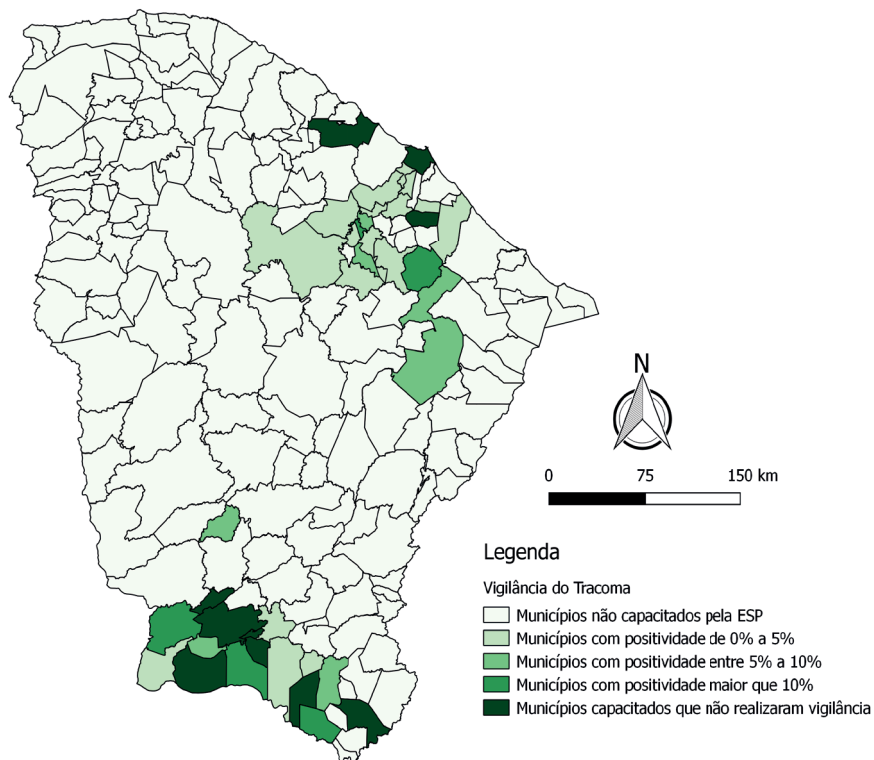 N
0 75 150 km
Legenda
Vigilância do Tracoma
Municípios não capacitados pela ESP
Municípios com positividade de 0% a 5%
Municípios com positividade entre 5% a 10%
Municípios com positividade maior que 10%
Municípios capacitados que não realizaram vigilância